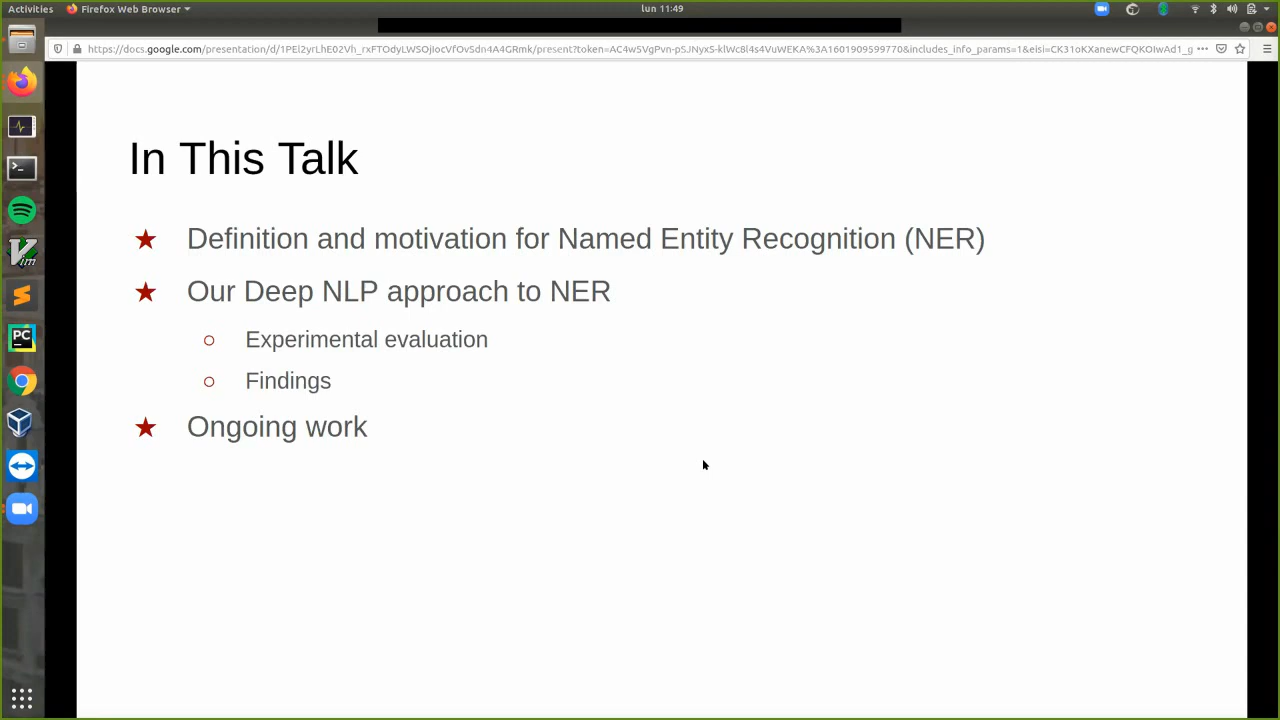 Activities
Firefox Web Browser
lun 11:49
In This Talk
★ Definition and motivation for Named Entity Recognition (NER)
★ Our Deep NLP approach to NER
○ Experimental evaluation
○ Findings
★ Ongoing work
PC